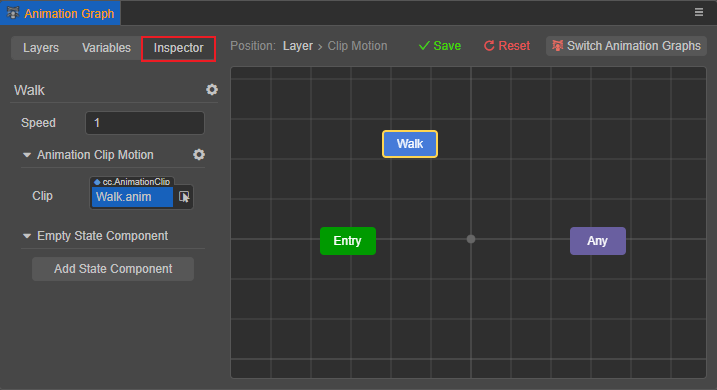 Animation Graph
Layers Variables Inspector
Position: Layer > Clip Motion Save Reset Switch Animation Graphs
Walk
Speed 1
Animation Clip Motion
cc.AnimationClip
Clip Walk.anim
Empty State Component
Add State Component
Walk
Entry
Any